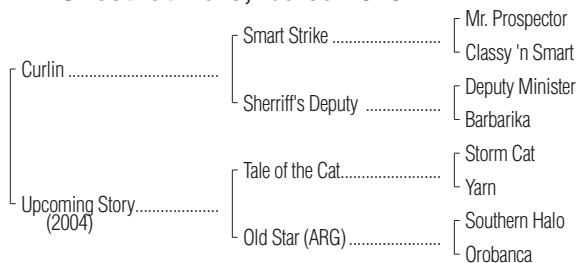 Mr. Prospector
Smart Strike ....................
Classy 'n Smart
Curlin ....................................
Deputy Minister
Sherriff's Deputy ..................
Barbarika
Storm Cat
Tale of the Cat........................
Yarn
Upcoming Story....................
(2004)
Southern Halo
Old Star (ARG) ......................
Orobanca